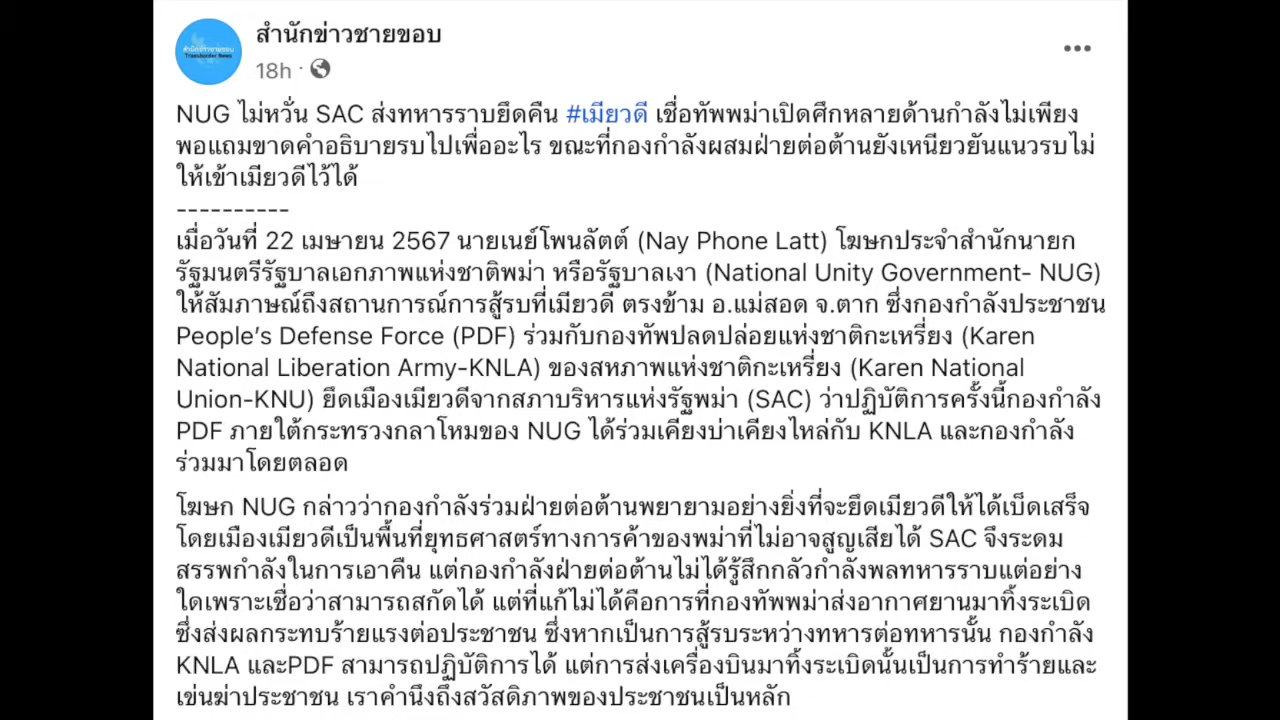 สำนักข่าวชายขอบ
สำนักข่าวชายขอบ
Transborder News
18h ·
NUG ไม่หวั่น SAC ส่งทหารราบยึดคืน #เมียวดี เชื่อทัพพม่าเปิดศึกหลายด้านกำลังไม่เพียง
พอแถมขาดคำอธิบายรบไปเพื่ออะไร ขณะที่กองกำลังผสมฝ่ายต่อต้านยังเหนียวยันแนวรบไม่
ให้เข้าเมียวดีไว้ได้
----------
เมื่อวันที่ 22 เมษายน 2567 นายเนย์โพนลัตต์ (Nay Phone Latt) โฆษกประจำสำนักนายก
รัฐมนตรีรัฐบาลเอกภาพแห่งชาติพม่า หรือรัฐบาลเงา (National Unity Government- NUG)
ให้สัมภาษณ์ถึงสถานการณ์การสู้รบที่เมียวดี ตรงข้าม อ.แม่สอด จ.ตาก ซึ่งกองกำลังประชาชน
People’s Defense Force (PDF) ร่วมกับกองทัพปลดปล่อยแห่งชาติกะเหรี่ยง (Karen
National Liberation Army-KNLA) ของสหภาพแห่งชาติกะเหรี่ยง (Karen National
Union-KNU) ยึดเมืองเมียวดีจากสภาบริหารแห่งรัฐพม่า (SAC) ว่าปฏิบัติการครั้งนี้กองกำลัง
PDF ภายใต้กระทรวงกลาโหมของ NUG ได้ร่วมเคียงบ่าเคียงไหล่กับ KNLA และกองกำลัง
ร่วมมาโดยตลอด
โฆษก NUG กล่าวว่ากองกำลังร่วมฝ่ายต่อต้านพยายามอย่างยิ่งที่จะยึดเมียวดีให้ได้เบ็ดเสร็จ
โดยเมืองเมียวดีเป็นพื้นที่ยุทธศาสตร์ทางการค้าของพม่าที่ไม่อาจสูญเสียได้ SAC จึงระดม
สรรพกำลังในการเอาคืน แต่กองกำลังฝ่ายต่อต้านไม่ได้รู้สึกกลัวกำลังพลทหารราบแต่อย่าง
ใดเพราะเชื่อว่าสามารถสกัดได้ แต่ที่แก้ไม่ได้คือการที่กองทัพพม่าส่งอากาศยานมาทิ้งระเบิด
ซึ่งส่งผลกระทบร้ายแรงต่อประชาชน ซึ่งหากเป็นการสู้รบระหว่างทหารต่อทหารนั้น กองกำลัง
KNLA และPDF สามารถปฏิบัติการได้ แต่การส่งเครื่องบินมาทิ้งระเบิดนั้นเป็นการทำร้ายและ
เข่นฆ่าประชาชน เราคำนึงถึงสวัสดิภาพของประชาชนเป็นหลัก